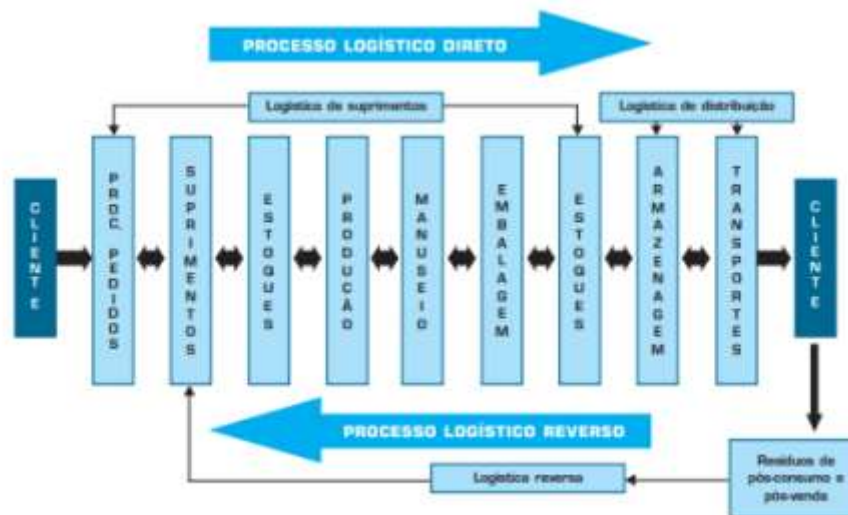 PROCESSO LOGÍSTICO DIRETO
Logística de suprimentos
Logística de distribuição
CLIENTE
PROC. PEDIDOS
SUPRIMENTOS
ESTOQUES
PRODUÇÃO
MANUSEIO
EMBALAGEM
ESTOQUES
ARMAZENAGEM
TRANSPORTES
CLIENTE
PROCESSO LOGÍSTICO REVERSO
Logística reversa
Resíduos de
pós-consumo e
pós-venda